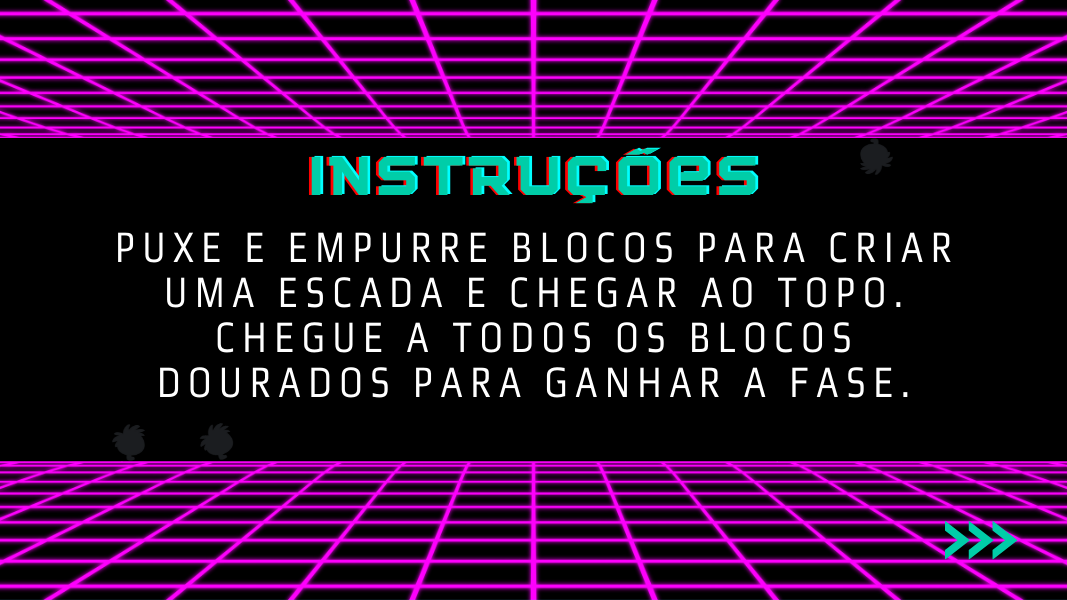 INSTRUÇÕES
PUXE E EMPURRE BLOCOS PARA CRIAR
UMA ESCADA E CHEGAR AO TOPO.
CHEGUE A TODOS OS BLOCOS
DOURADOS PARA GANHAR A FASE.